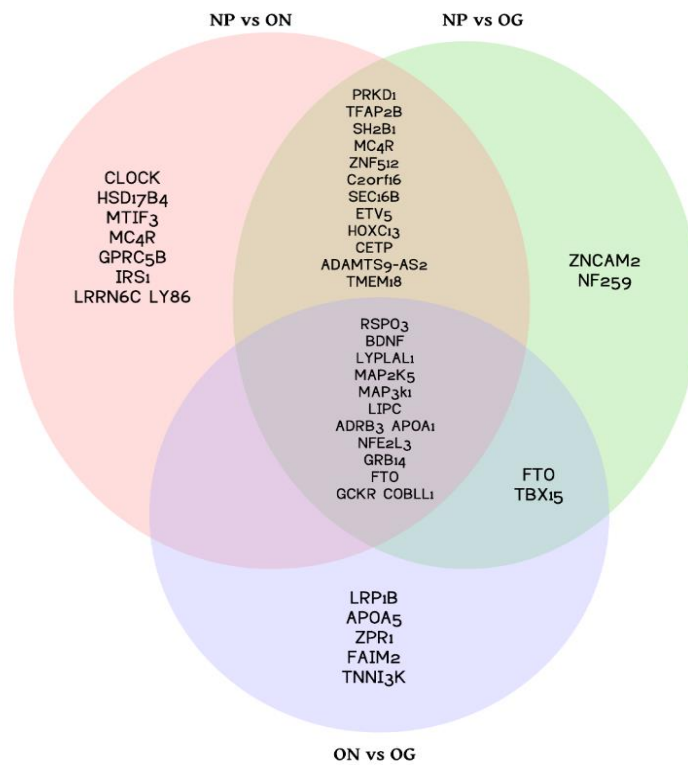 NP vs ON
NP vs OG
PRKD1
TFAP2B
SH2B1
MC4R
ZNF512
C2orf16
SEC16B
ETV5
HOXC13
CETP
ADAMTS9-AS2
TMEM18
CLOCK
HSD17B4
MTIF3
MC4R
GPRC5B
IRS1
LRRN6C LY86
ZNCAM2
NF259
RSPO3
BDNF
LYPLAL1
MAP2K5
MAP3k1
LIPC
ADRB3 APOA1
NFE2L3
GRB14
FTO
GCKR COBLL1
FTO
TBX15
LRP1B
APOA5
ZPR1
FAIM2
TNNI3K
ON vs OG